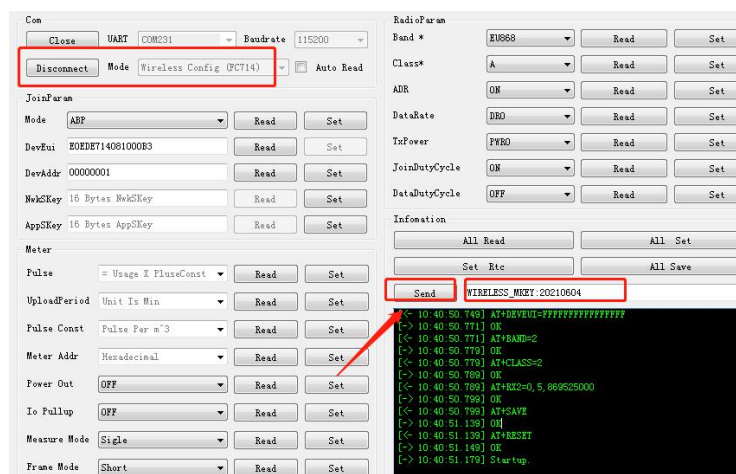 Com
Close UART COM231 Baudrate 115200
Disconnect Mode Wireless Config (FC714) Auto Read
JoinParam
Mode ABP Read Set
DevEui E0EDE714081000B3 Read Set
DevAddr 00000001 Read Set
NwkSKey 16 Bytes NwkSKey Read Set
AppSKey 16 Bytes AppSKey Read Set
Meter
Pulse = Usage X PluseConst Read Set
UploadPeriod Unit Is Min Read Set
Pulse Const Pulse Per m^3 Read Set
Meter Addr Hexadecimal Read Set
Power Out OFF Read Set
Io Pullup OFF Read Set
Measure Mode Sigle Read Set
Frame Mode Short Read Set
RadioParam
Band * EU868 Read Set
Class* A Read Set
ADR ON Read Set
DataRate DR0 Read Set
TxPower PWR0 Read Set
JoinDutyCycle ON Read Set
DataDutyCycle OFF Read Set
Infomation
All Read All Set
Set Rtc All Save
Send WIRELESS_MKEY:20210604
[<- 10:40:50.749] AT+DEVEUI=FFFFFFFFFFFFFFFF
[-> 10:40:50.771] OK
[<- 10:40:50.771] AT+BAND=2
[-> 10:40:50.779] OK
[<- 10:40:50.779] AT+CLASS=2
[-> 10:40:50.789] OK
[<- 10:40:50.789] AT+RX2=0,5,869525000
[-> 10:40:50.799] OK
[<- 10:40:50.799] AT+SAVE
[-> 10:40:51.139] OK
[<- 10:40:51.139] AT+RESET
[-> 10:40:51.149] OK
[-> 10:40:51.179] Startup.